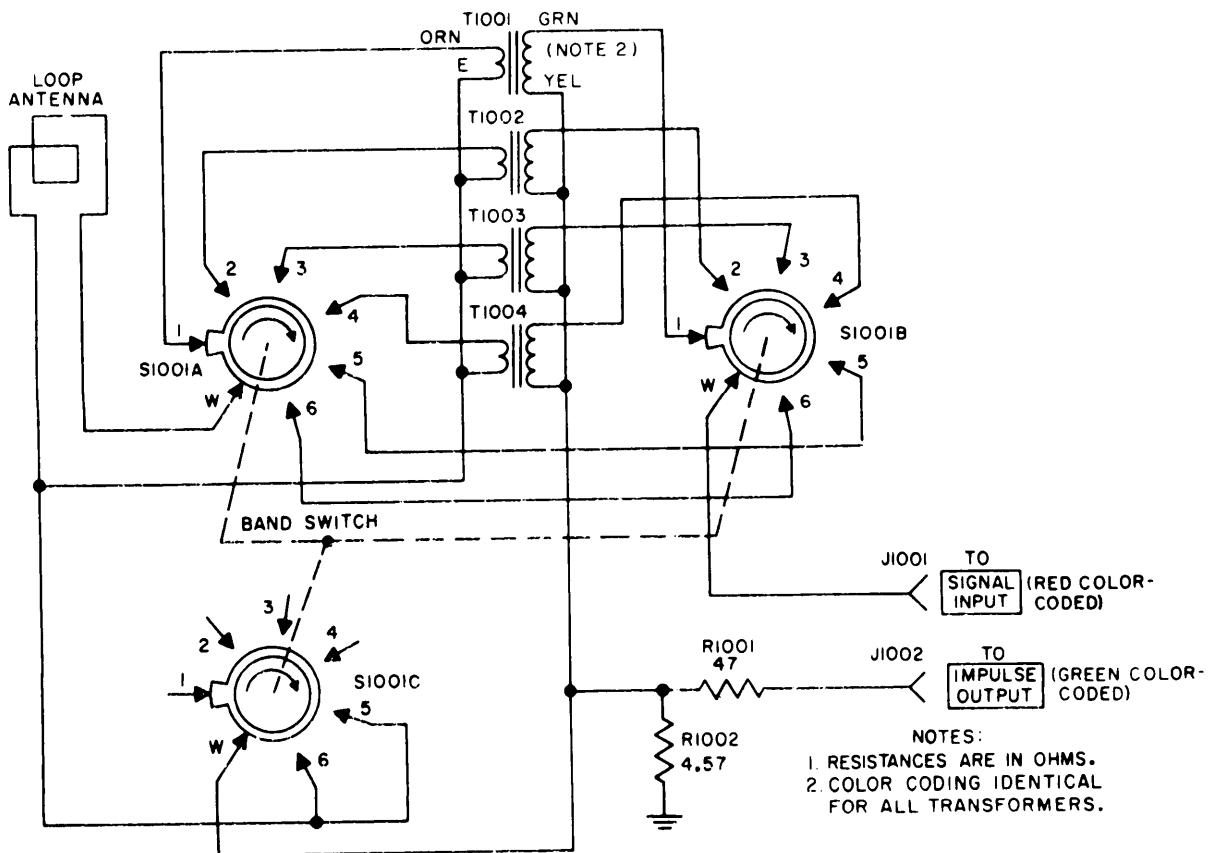 T1001
GRN
ORN
(NOTE 2)
E
YEL
LOOP
ANTENNA
T1002
T1003
2
3
2
3
4
4
T1004
1
1
S1001A
S1001B
5
5
W
W
6
6
BAND SWITCH
J1001
TO
SIGNAL
INPUT
(RED COLOR-
CODED)
3
2
4
R1001
47
J1002
TO
IMPULSE
OUTPUT
(GREEN COLOR-
CODED)
1
S1001C
5
W
6
R1002
4.57
NOTES:
1. RESISTANCES ARE IN OHMS.
2. COLOR CODING IDENTICAL
FOR ALL TRANSFORMERS.